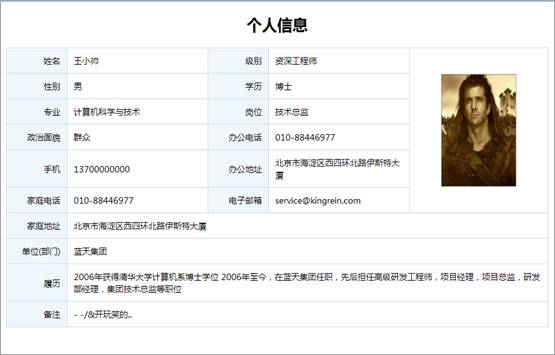 个人信息
姓名 王小帅 级别 资深工程师
性别 男 学历 博士
专业 计算机科学与技术 岗位 技术总监
政治面貌 群众 办公电话 010-88446977
手机 13700000000 办公地址 北京市海淀区西四环北路伊斯特大
厦
家庭电话 010-88446977 电子邮箱 service@kingrein.com
家庭地址 北京市海淀区西四环北路伊斯特大厦
单位(部门) 蓝天集团
履历 2006年获得清华大学计算机系博士学位 2006年至今，在蓝天集团任职，先后担任高级研发工程师，项目经理，项目总监，研发
部经理，集团技术总监等职位
备注 - -/&开玩笑的..